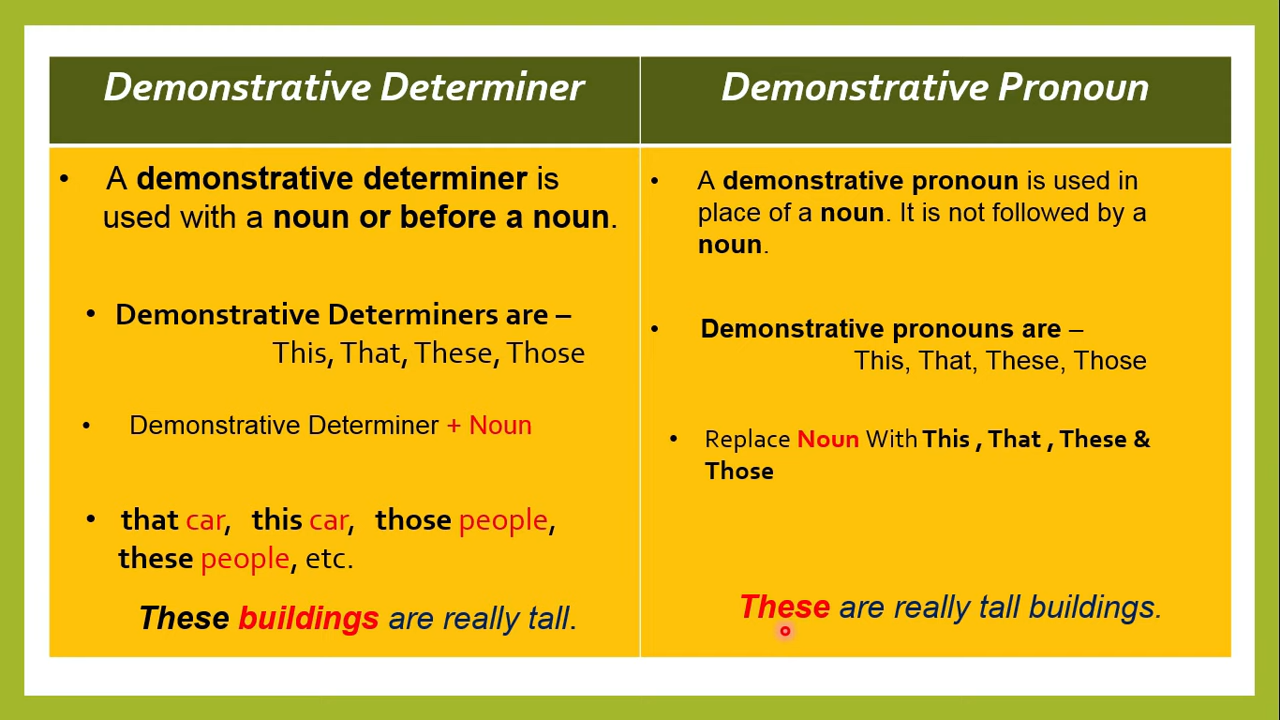 Demonstrative Determiner
• A demonstrative determiner is
used with a noun or before a noun.
• Demonstrative Determiners are –
This, That, These, Those
• Demonstrative Determiner + Noun
• that car, this car, those people,
these people, etc.
These buildings are really tall.
Demonstrative Pronoun
• A demonstrative pronoun is used in
place of a noun. It is not followed by a
noun.
• Demonstrative pronouns are –
This, That, These, Those
• Replace Noun With This , That , These &
Those
These are really tall buildings.